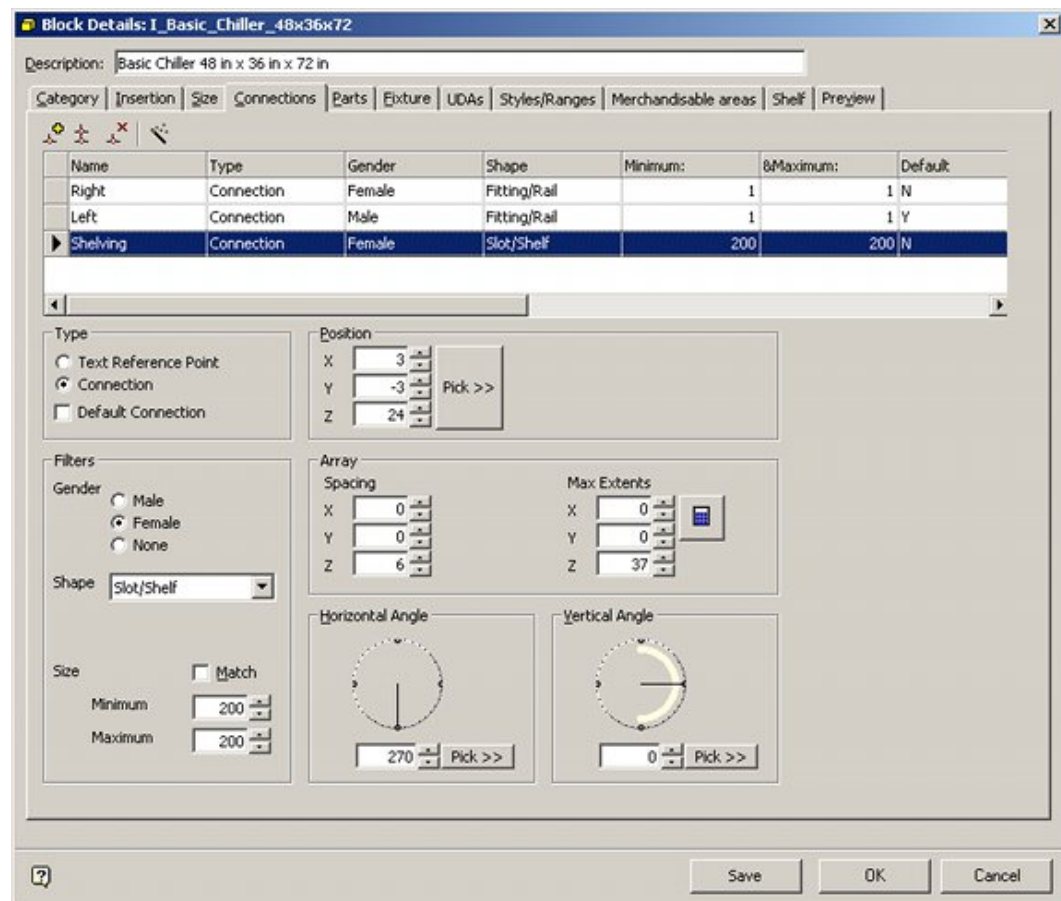 Block Details: I_Basic_Chiller_48x36x72
Description: Basic Chiller 48 in x 36 in x 72 in
Category Insertion Size Connections Parts Fixture UDAs Styles/Ranges Merchandisable areas Shelf Preview
Name Type Gender Shape Minimum: &Maximum: Default
Right Connection Female Fitting/Rail 1 1 N
Left Connection Male Fitting/Rail 1 1 Y
Shelving Connection Female Slot/Shelf 200 200 N
Type
Text Reference Point
Connection
Default Connection
Position
X 3
Y -3
Z 24
Pick >>
Filters
Gender
Male
Female
None
Shape Slot/Shelf
Size Match
Minimum 200
Maximum 200
Array
Spacing Max Extents
X 0 X 0
Y 0 Y 0
Z 6 Z 37
Horizontal Angle
270 Pick >>
Vertical Angle
0 Pick >>
Save OK Cancel